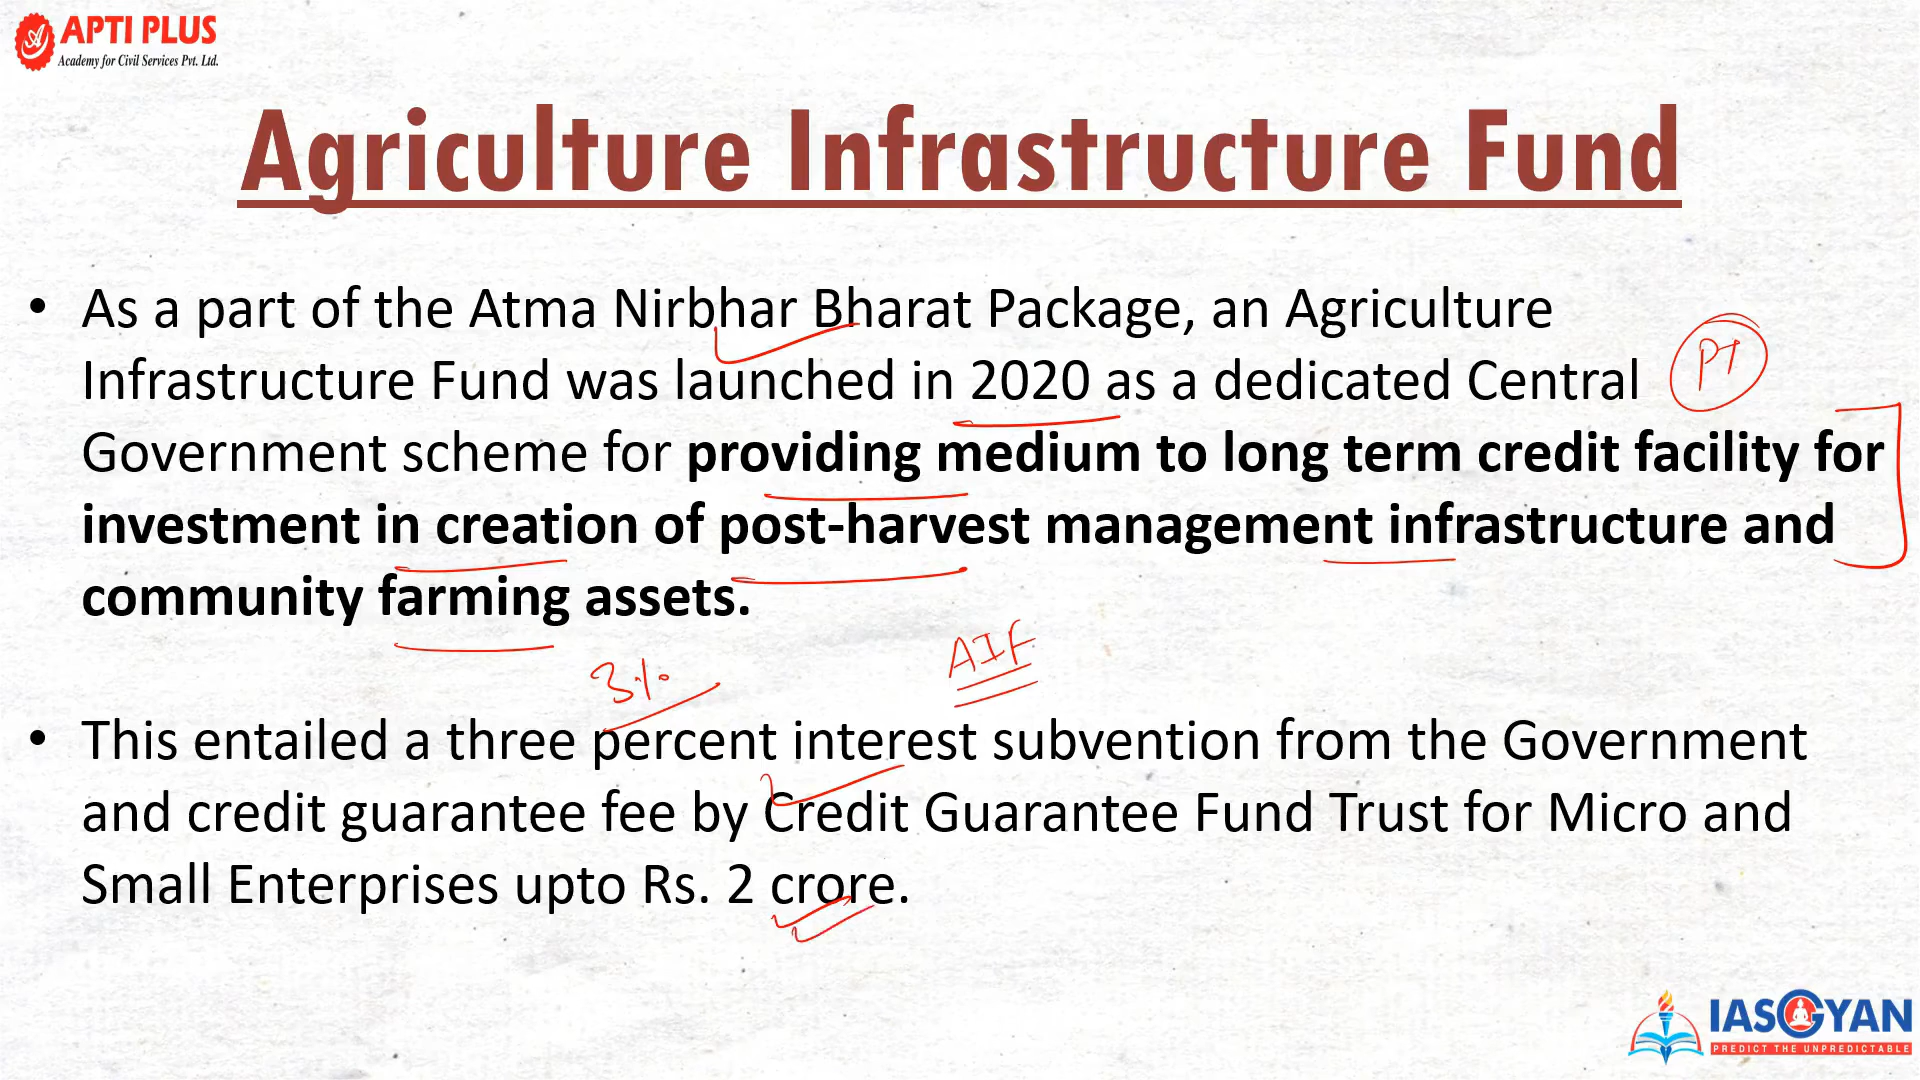 APTI PLUS
Academy for Civil Services Pvt. Ltd.
Agriculture Infrastructure Fund
• As a part of the Atma Nirbhar Bharat Package, an Agriculture
Infrastructure Fund was launched in 2020 as a dedicated Central
PT
Government scheme for providing medium to long term credit facility for
investment in creation of post-harvest management infrastructure and
community farming assets.
3% AIF
• This entailed a three percent interest subvention from the Government
and credit guarantee fee by Credit Guarantee Fund Trust for Micro and
Small Enterprises upto Rs. 2 crore.
IASGYAN
PREDICT THE UNPREDICTABLE